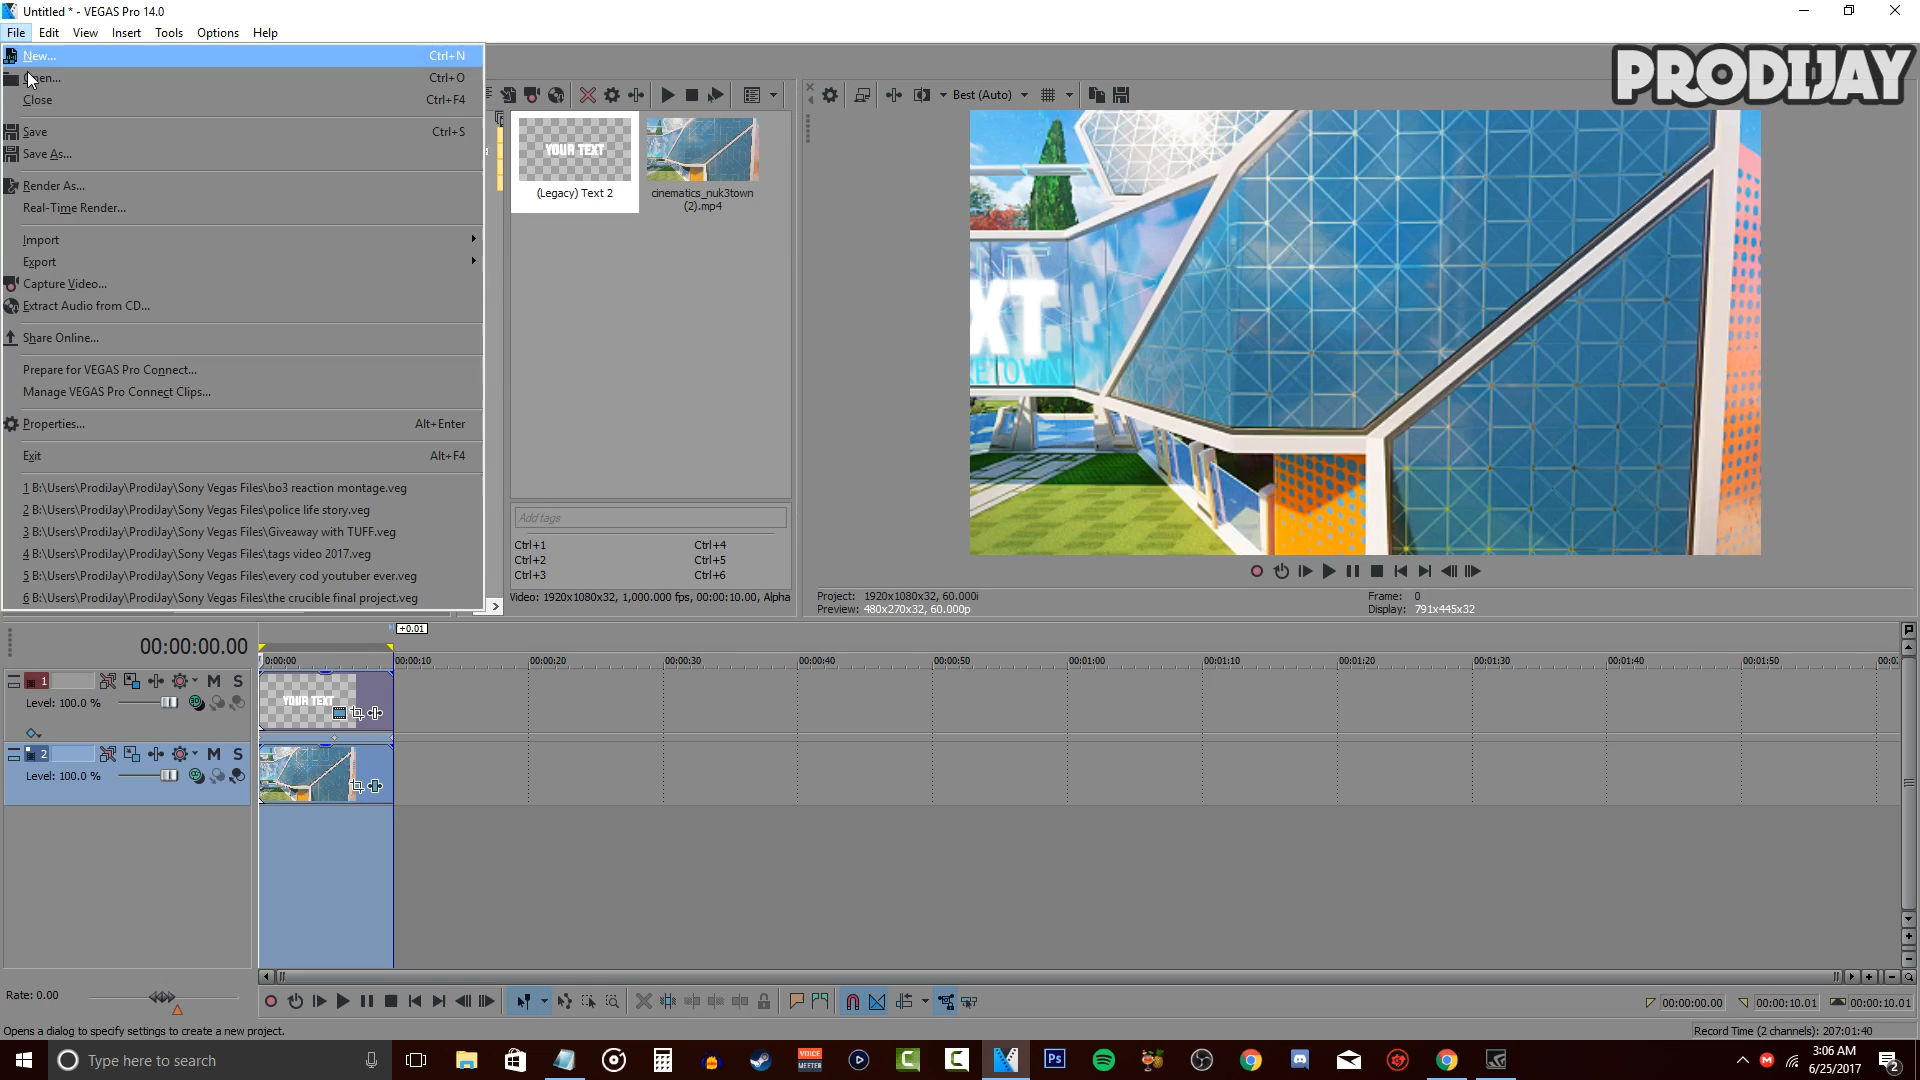 Untitled * - VEGAS Pro 14.0
File Edit View Insert Tools Options Help
New... Ctrl+N
Open... Ctrl+O
Close Ctrl+F4
Save Ctrl+S
Save As...
Render As...
Real-Time Render...
Import
Export
Capture Video...
Extract Audio from CD...
Share Online...
Prepare for VEGAS Pro Connect...
Manage VEGAS Pro Connect Clips...
Properties... Alt+Enter
Exit Alt+F4
1 B:\Users\ProdiJay\ProdiJay\Sony Vegas Files\bo3 reaction montage.veg
2 B:\Users\ProdiJay\ProdiJay\Sony Vegas Files\police life story.veg
3 B:\Users\ProdiJay\ProdiJay\Sony Vegas Files\Giveaway with TUFF.veg
4 B:\Users\ProdiJay\ProdiJay\Sony Vegas Files\tags video 2017.veg
5 B:\Users\ProdiJay\ProdiJay\Sony Vegas Files\every cod youtuber ever.veg
6 B:\Users\ProdiJay\ProdiJay\Sony Vegas Files\the crucible final project.veg
YOUR TEXT
(Legacy) Text 2
cinematics_nuk3town
(2).mp4
Add tags
Ctrl+1 Ctrl+4
Ctrl+2 Ctrl+5
Ctrl+3 Ctrl+6
Video: 1920x1080x32, 1,000.000 fps, 00:00:10.00, Alpha
Best (Auto)
PRODIJAY
XT
KETOWN
Project: 1920x1080x32, 60.000i
Preview: 480x270x32, 60.000p
Frame: 0
Display: 791x445x32
00:00:00.00
+0.01
0:00:00 00:00:10 00:00:20 00:00:30 00:00:40 00:00:50 00:01:00 00:01:10 00:01:20 00:01:30 00:01:40 00:01:50 00:0
1 M S
Level: 100.0 %
YOUR TEXT
2 M S
Level: 100.0 %
Rate: 0.00
00:00:00.00 00:00:10.01 00:00:10.01
Opens a dialog to specify settings to create a new project.
Record Time (2 channels): 207:01:40
Type here to search
VOICE
MEETER
Ps
3:06 AM
6/25/2017
2